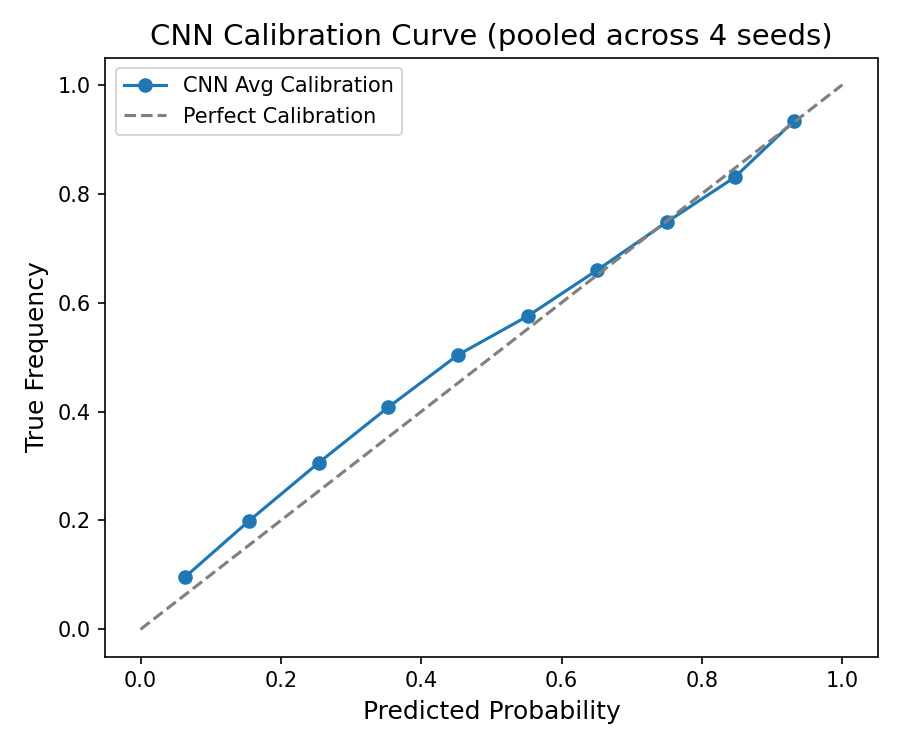 CNN Calibration Curve (pooled across 4 seeds)
CNN Avg Calibration
Perfect Calibration
1.0
0.8
0.6
0.4
0.2
0.0
True Frequency
0.0 0.2 0.4 0.6 0.8 1.0
Predicted Probability